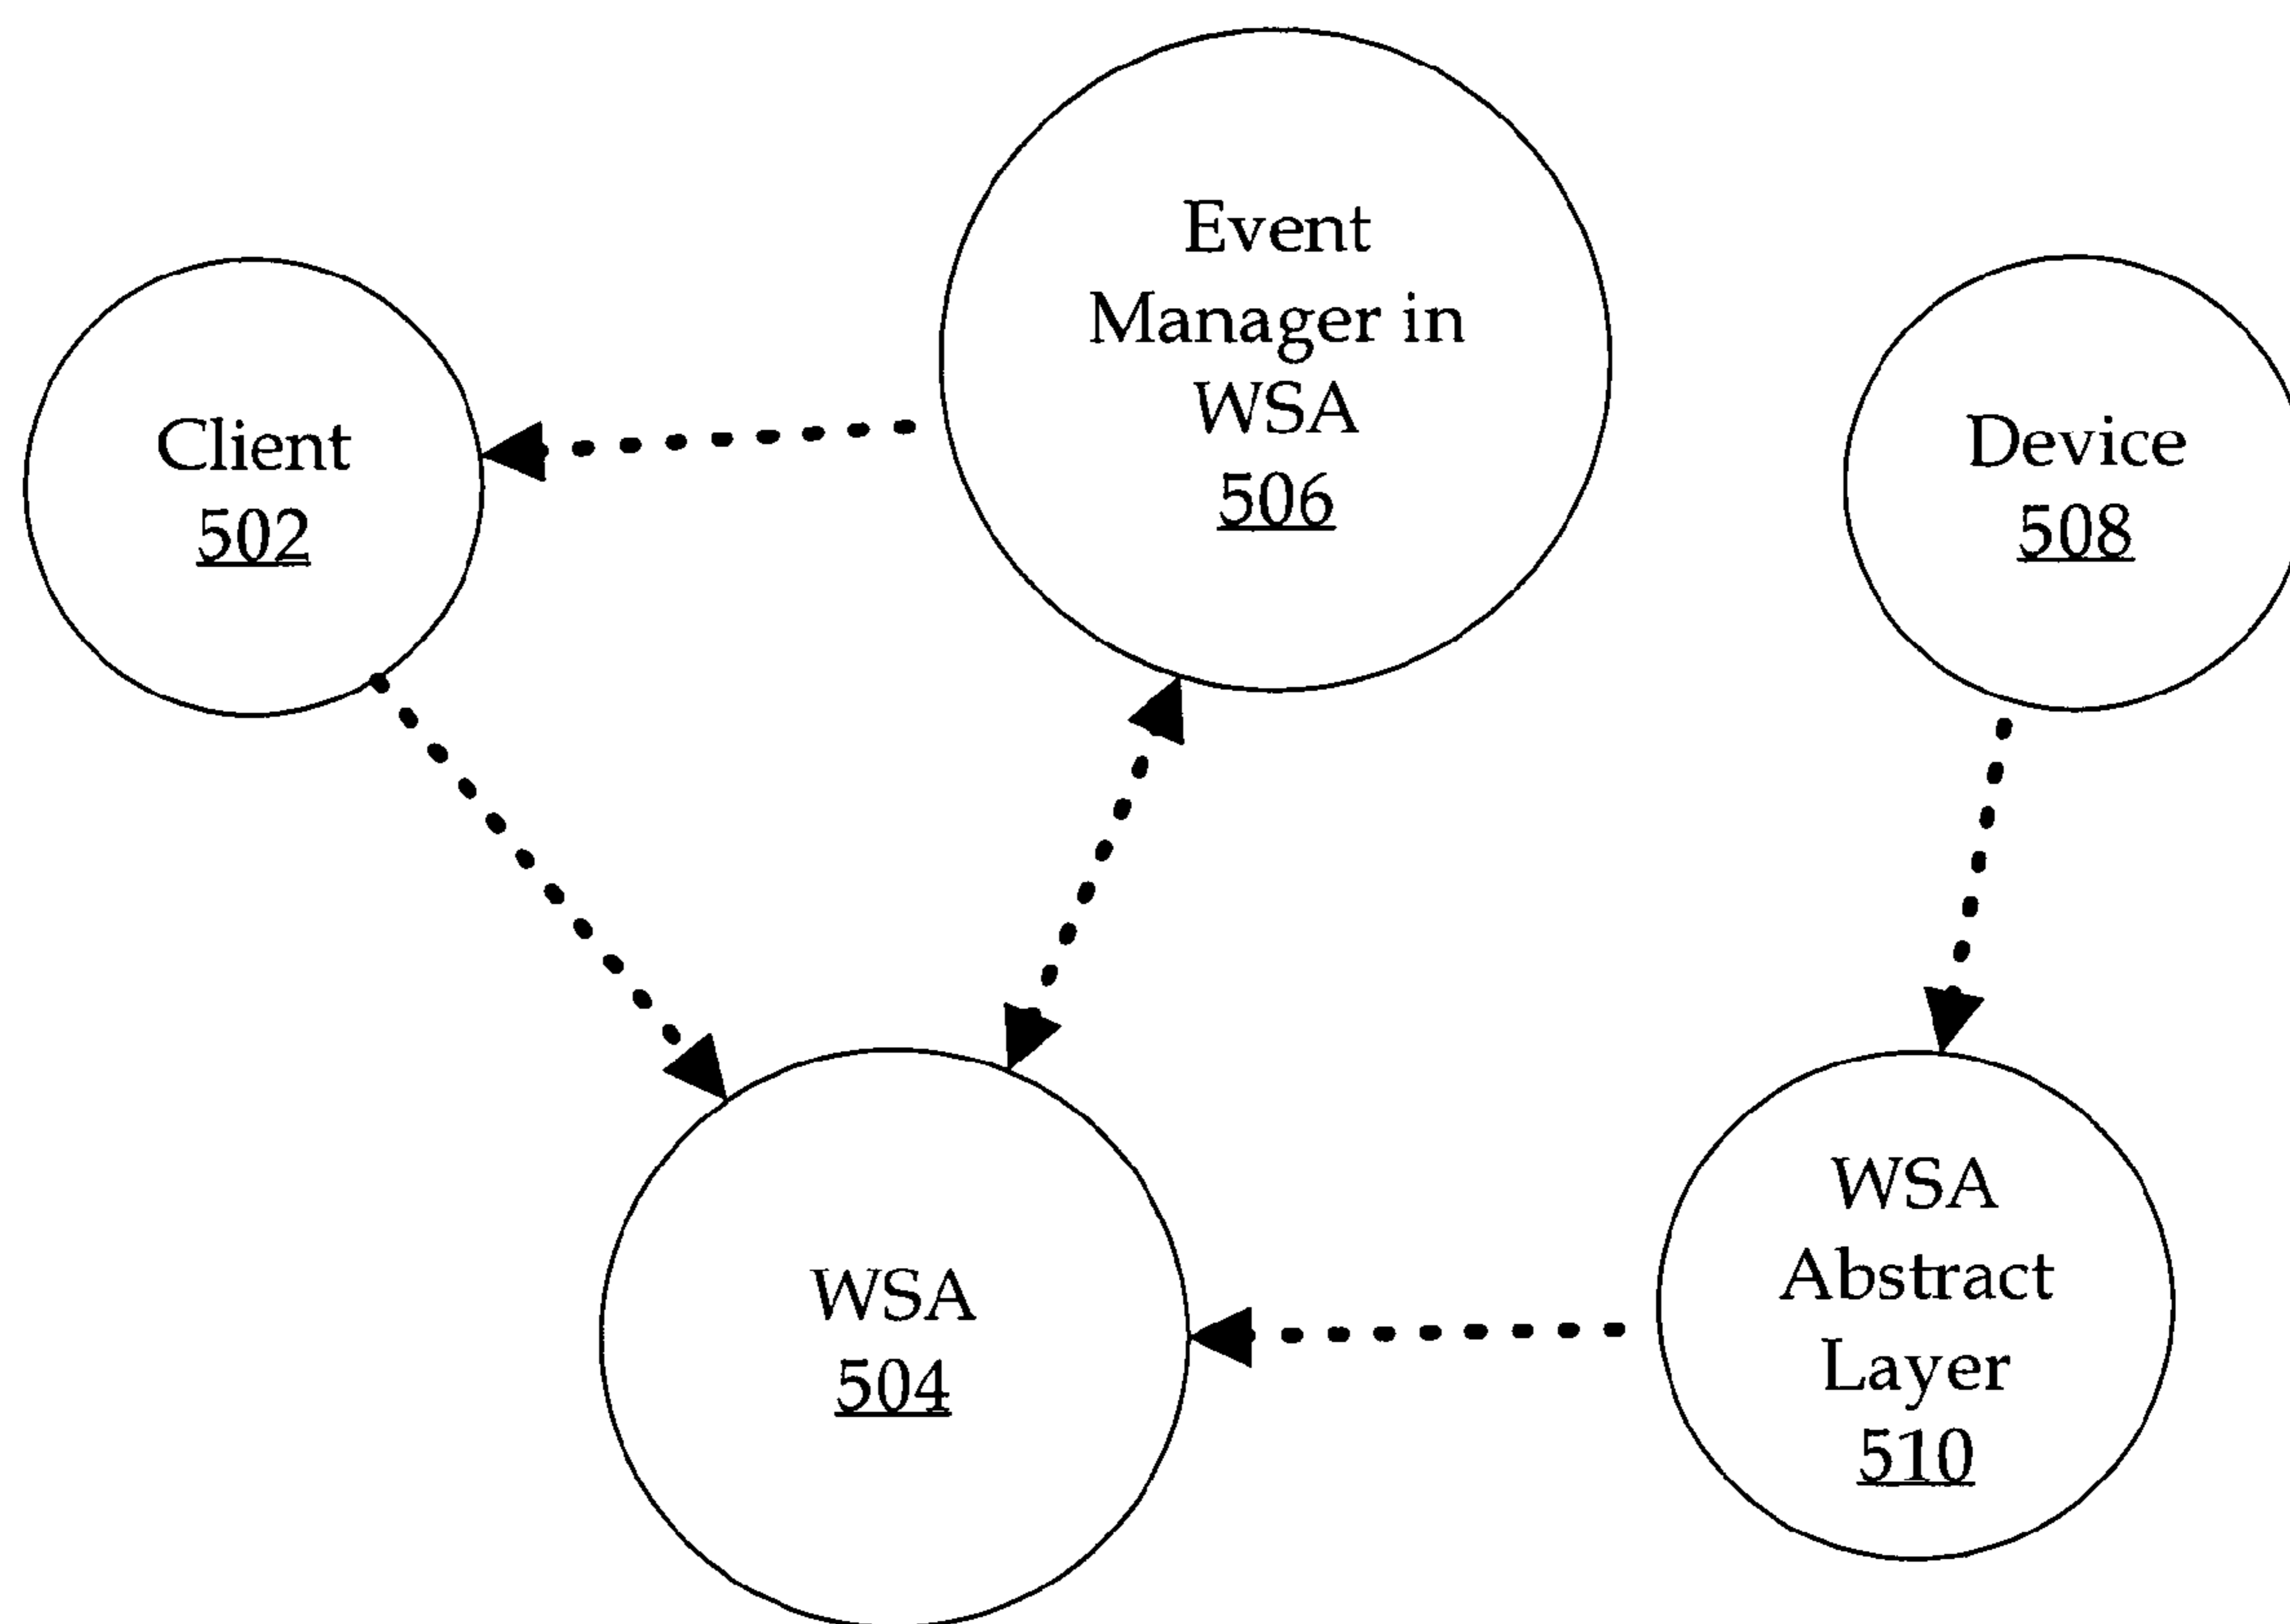 Event
Manager in
WSA
506
Client
502
Device
508
WSA
504
WSA
Abstract
Layer
510